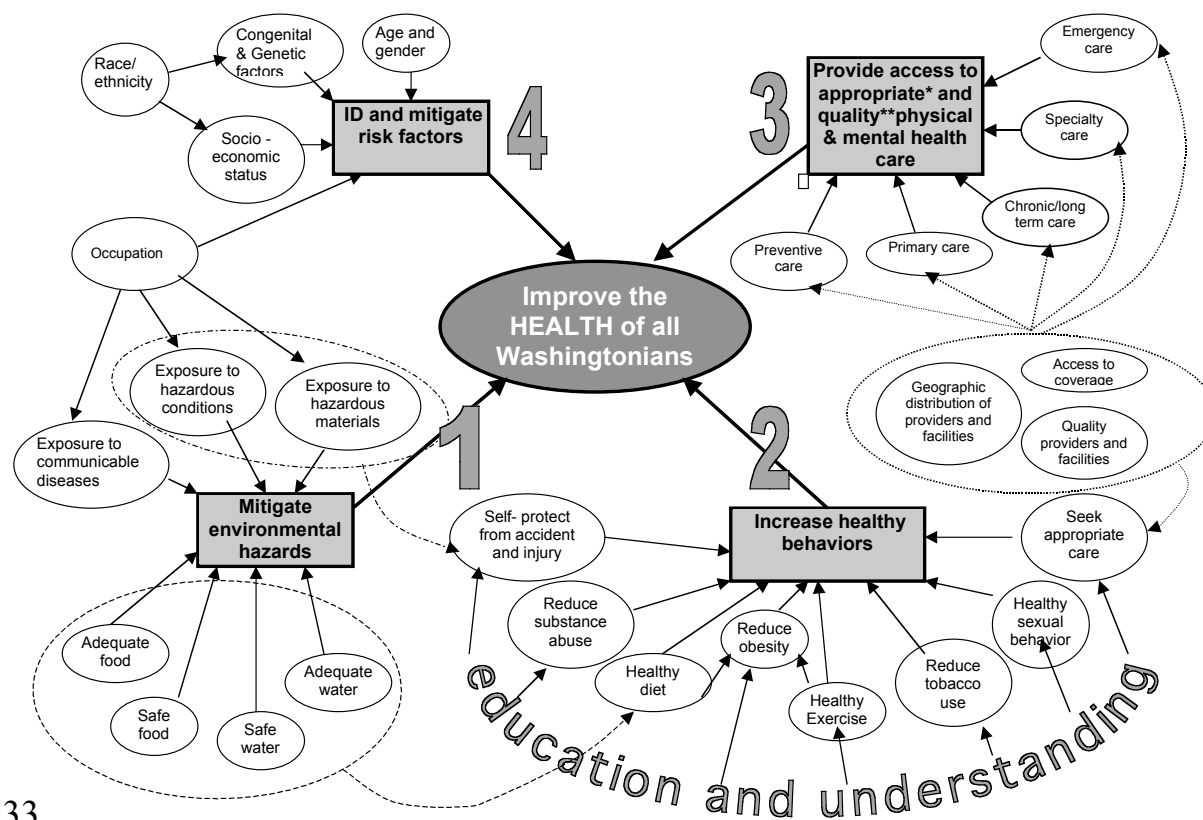 Race/
ethnicity
Congenital
& Genetic
factors
Age and
gender
Socio -
economic
status
ID and mitigate
risk factors
4
3
Provide access to
appropriate* and
quality**physical
& mental health
care
Emergency
care
Specialty
care
Chronic/long
term care
Primary care
Preventive
care
Occupation
Improve the
HEALTH of all
Washingtonians
Exposure to
hazardous
conditions
Exposure to
hazardous
materials
Exposure to
communicable
diseases
1
Mitigate
environmental
hazards
Adequate
food
Safe
food
Safe
water
Adequate
water
Geographic
distribution of
providers and
facilities
Access to
coverage
Quality
providers and
facilities
2
Increase healthy
behaviors
Self- protect
from accident
and injury
Seek
appropriate
care
Reduce
substance
abuse
Healthy
diet
Reduce
obesity
Healthy
Exercise
Reduce
tobacco
use
Healthy
sexual
behavior
education and understanding
33